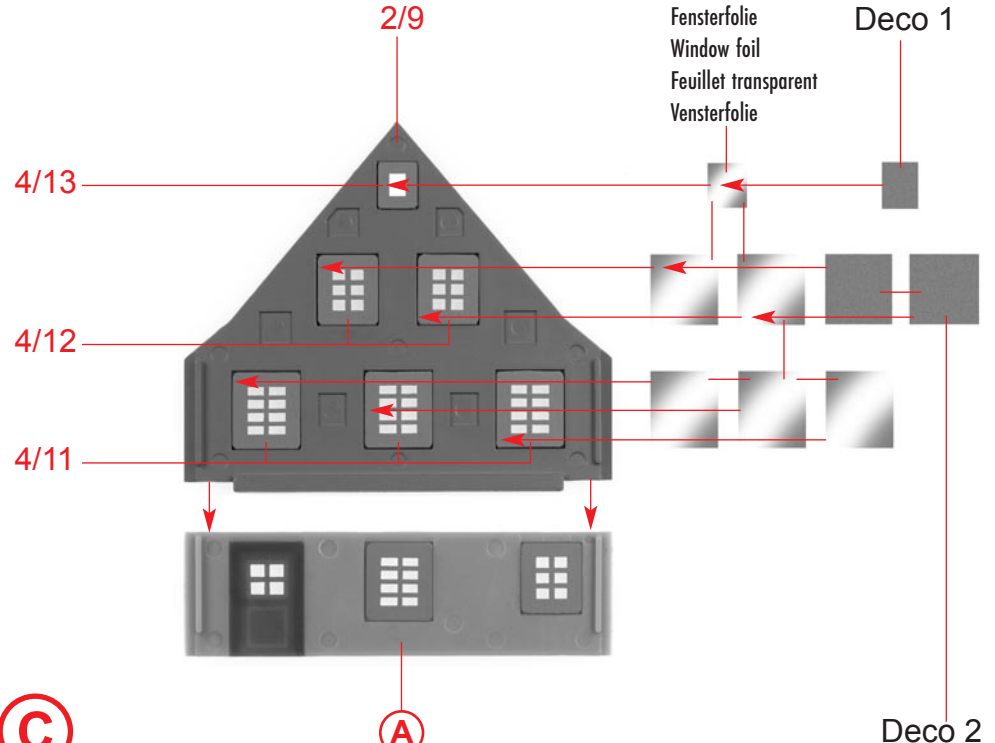 2/9
Fensterfolie
Window foil
Feuillet transparent
Vensterfolie
Deco 1
4/13
4/12
4/11
C
A
Deco 2